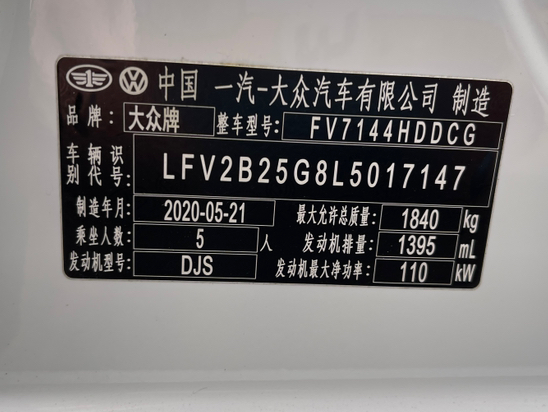 中国 一汽-大众汽车有限公司 制造
品牌: 大众牌 整车型号: FV7144HDDCG
车辆识别代号: LFV2B25G8L5017147
制造年月: 2020-05-21 最大允许总质量: 1840 kg
乘坐人数: 5 人 发动机排量: 1395 mL
发动机型号: DJS 发动机最大净功率: 110 kW